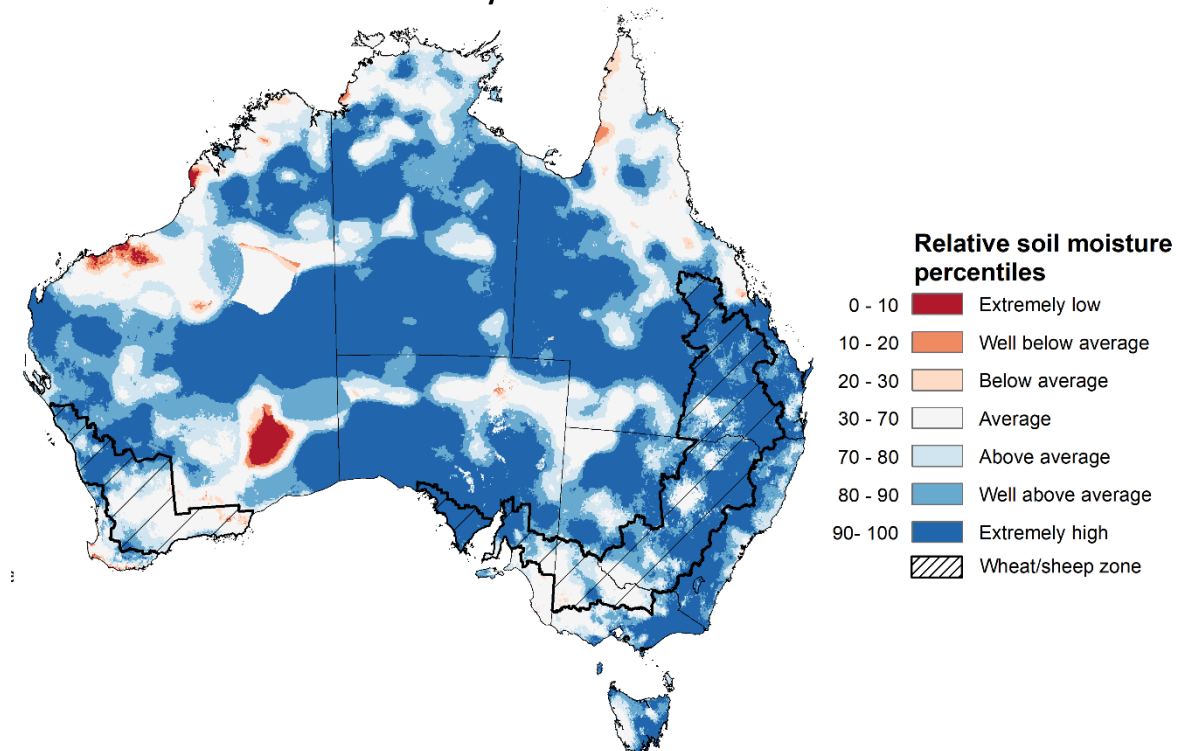 Relative soil moisture
percentiles
0 - 10 Extremely low
10 - 20 Well below average
20 - 30 Below average
30 - 70 Average
70 - 80 Above average
80 - 90 Well above average
90- 100 Extremely high
Wheat/sheep zone